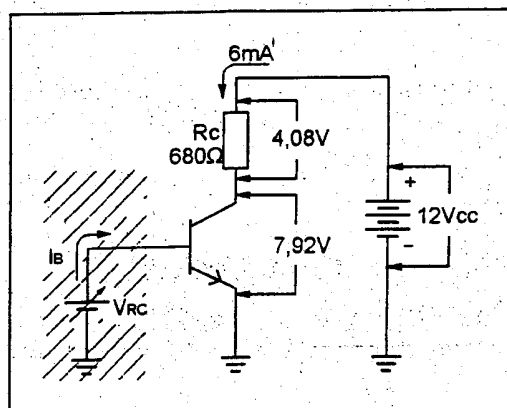 6mA
Rc
680Ω
4,08V
+
12Vcc
−
7,92V
IB
VRC